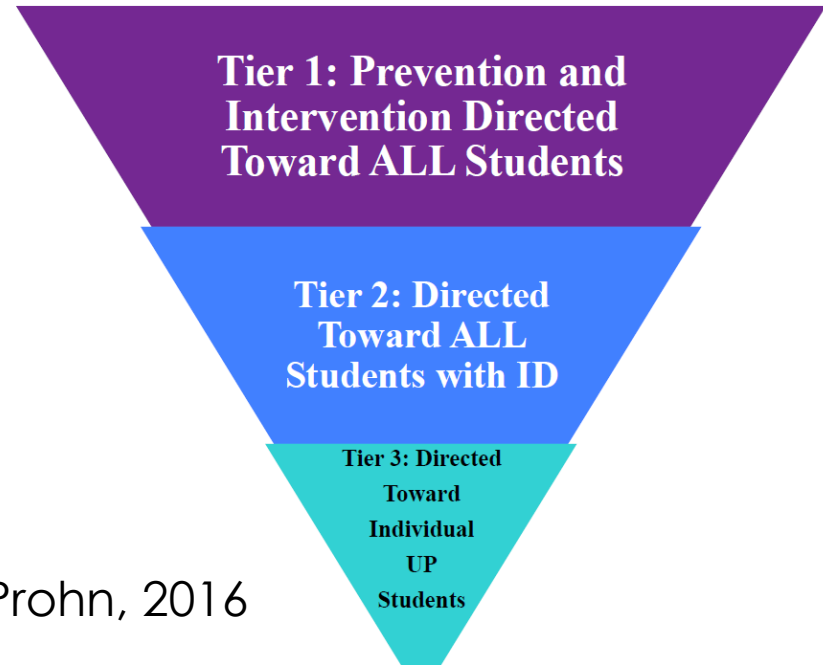 Tier 1: Prevention and
Intervention Directed
Toward ALL Students
Tier 2: Directed
Toward ALL
Students with ID
Tier 3: Directed
Toward
Individual
UP
Students
Prohn, 2016